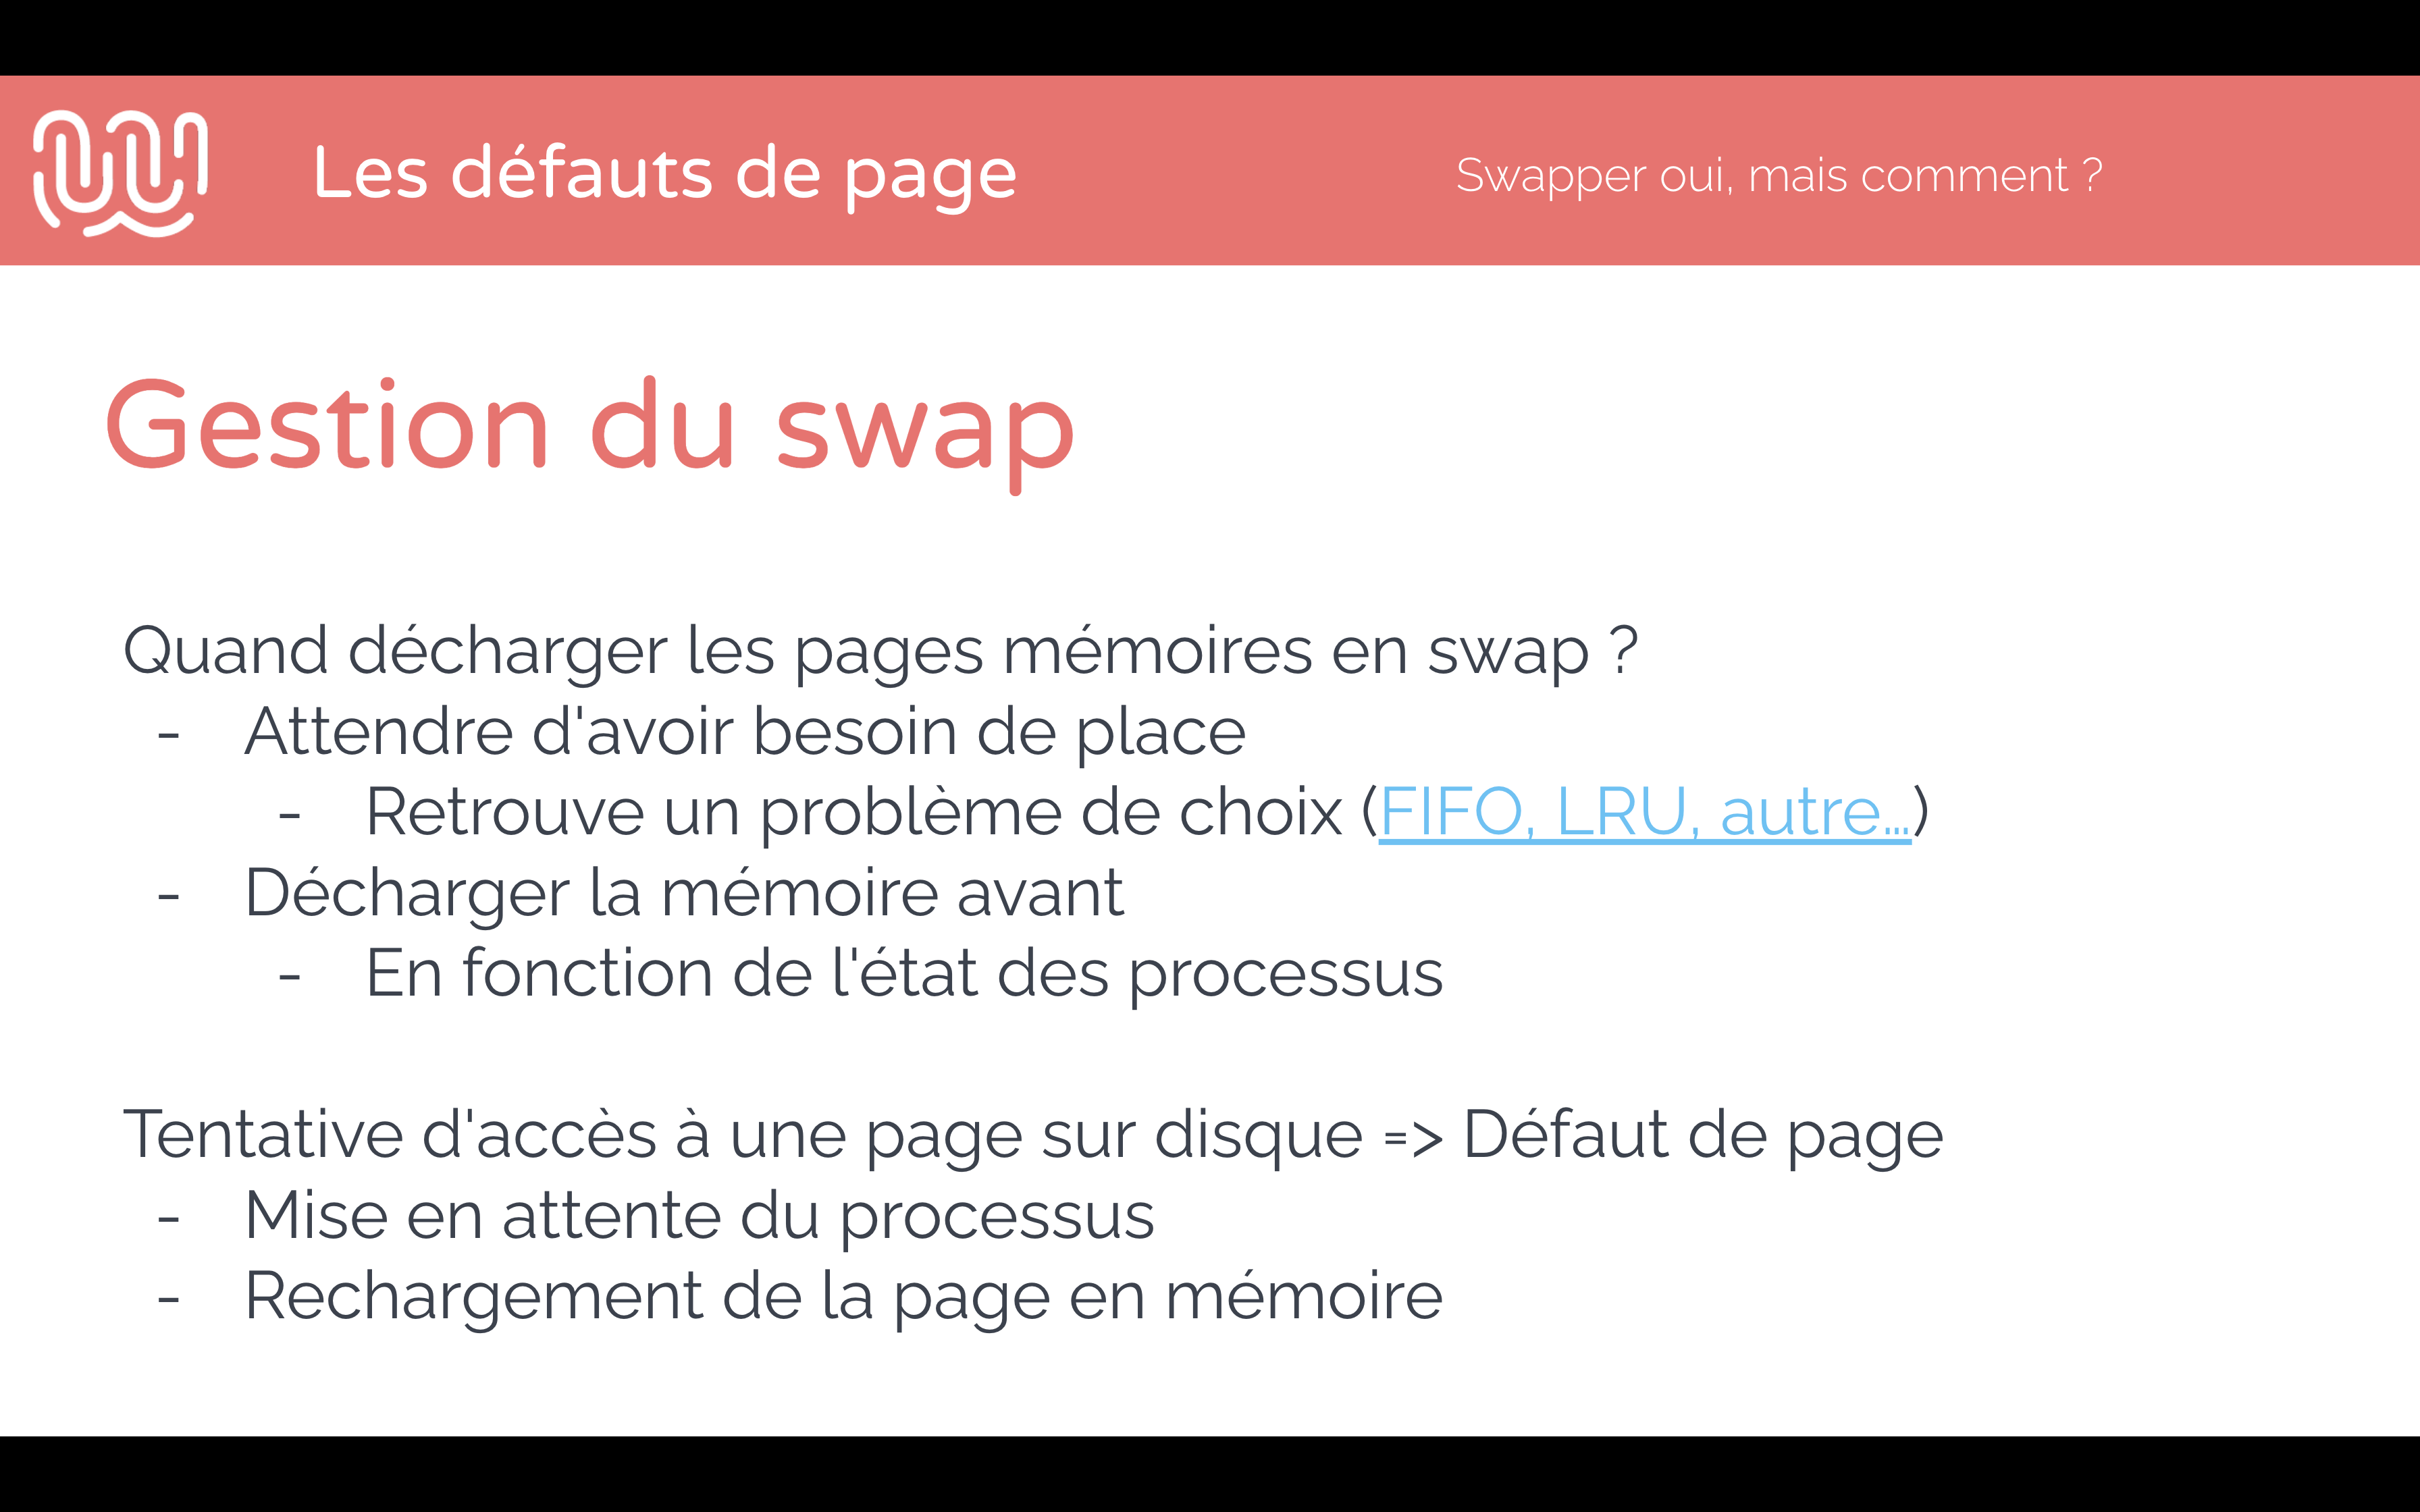 Les défauts de page
Swapper oui, mais comment ?
Gestion du swap
Quand décharger les pages mémoires en swap ?
- Attendre d'avoir besoin de place
- Retrouve un problème de choix (FIFO, LRU, autre...)
- Décharger la mémoire avant
- En fonction de l'état des processus
Tentative d'accès à une page sur disque => Défaut de page
- Mise en attente du processus
- Rechargement de la page en mémoire